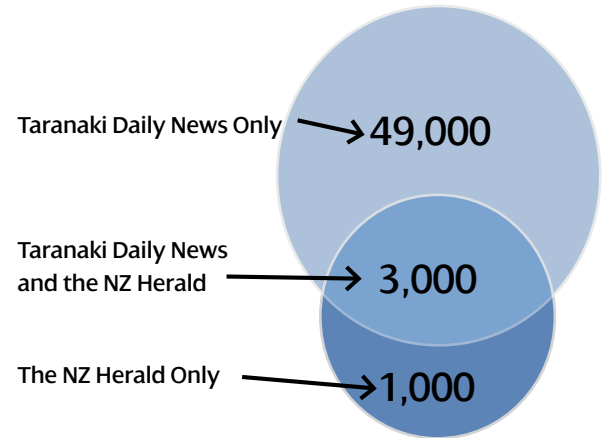 Taranaki Daily News Only
49,000
Taranaki Daily News
and the NZ Herald
3,000
The NZ Herald Only
1,000